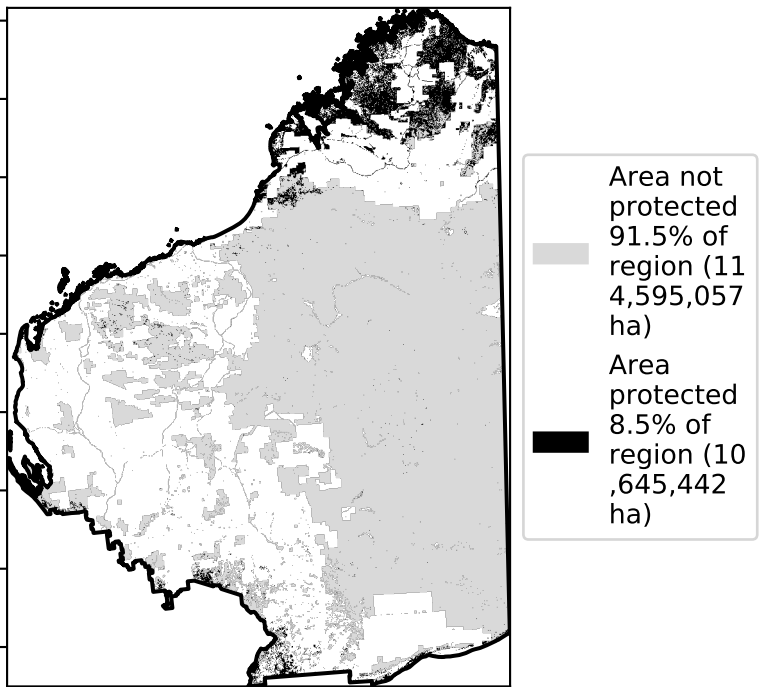 Area not
protected
91.5% of
region (11
4,595,057
ha)
Area
protected
8.5% of
region (10
,645,442
ha)